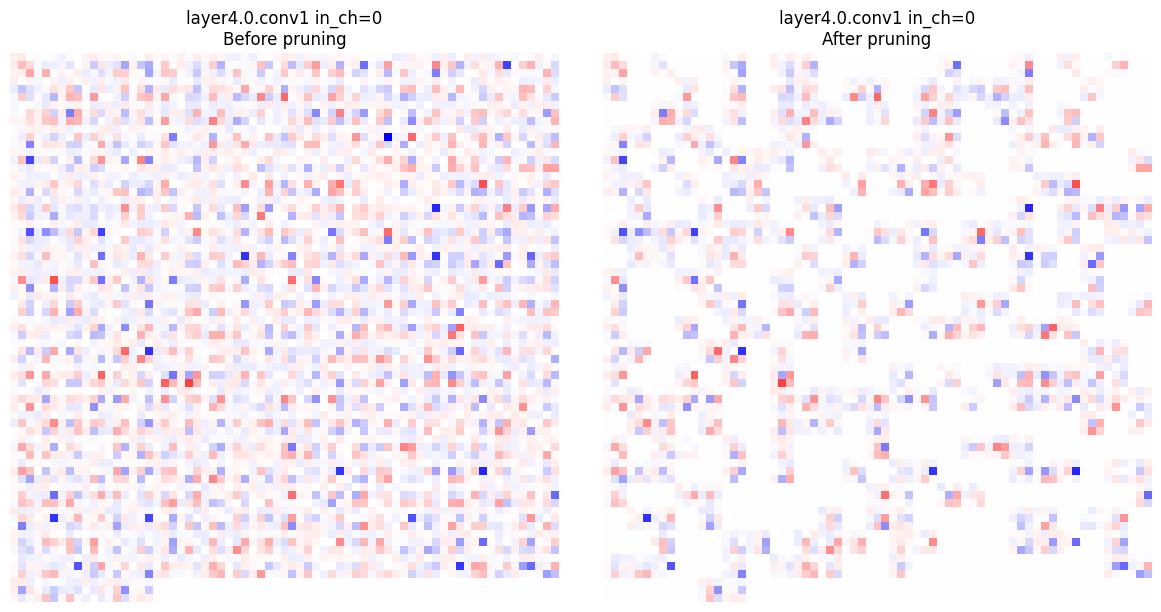 layer4.0.conv1 in_ch=0
Before pruning
layer4.0.conv1 in_ch=0
After pruning